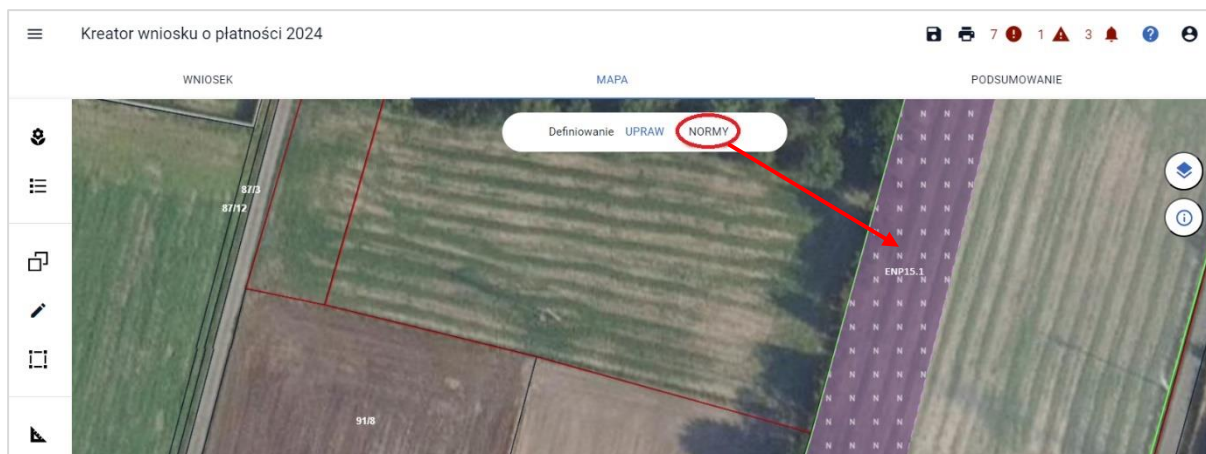 Kreator wniosku o płatności 2024
7 1 3
WNIOSEK MAPA PODSUMOWANIE
Definiowanie UPRAW NORMY
N N N N
N N N N
N N N N
87/3
N N N N
87/12
N N N N
N N N N
N N N
N N N N
ENP15.1
N N N N
N N N N
N N N N
N N N N
N N N N
N N N N
91/8
N N N N
N N N N